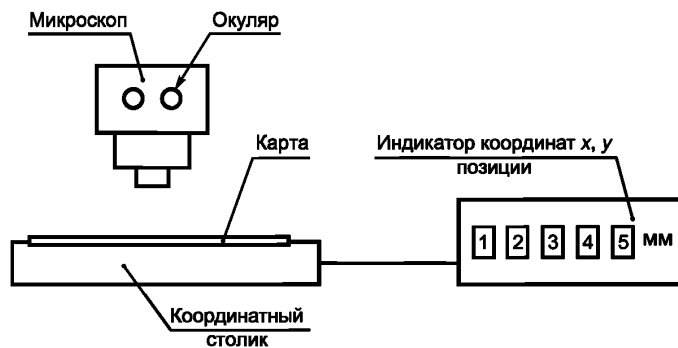 Микроскоп
Окуляр
Карта
Индикатор координат x, y
позиции
1 2 3 4 5 мм
Координатный
столик